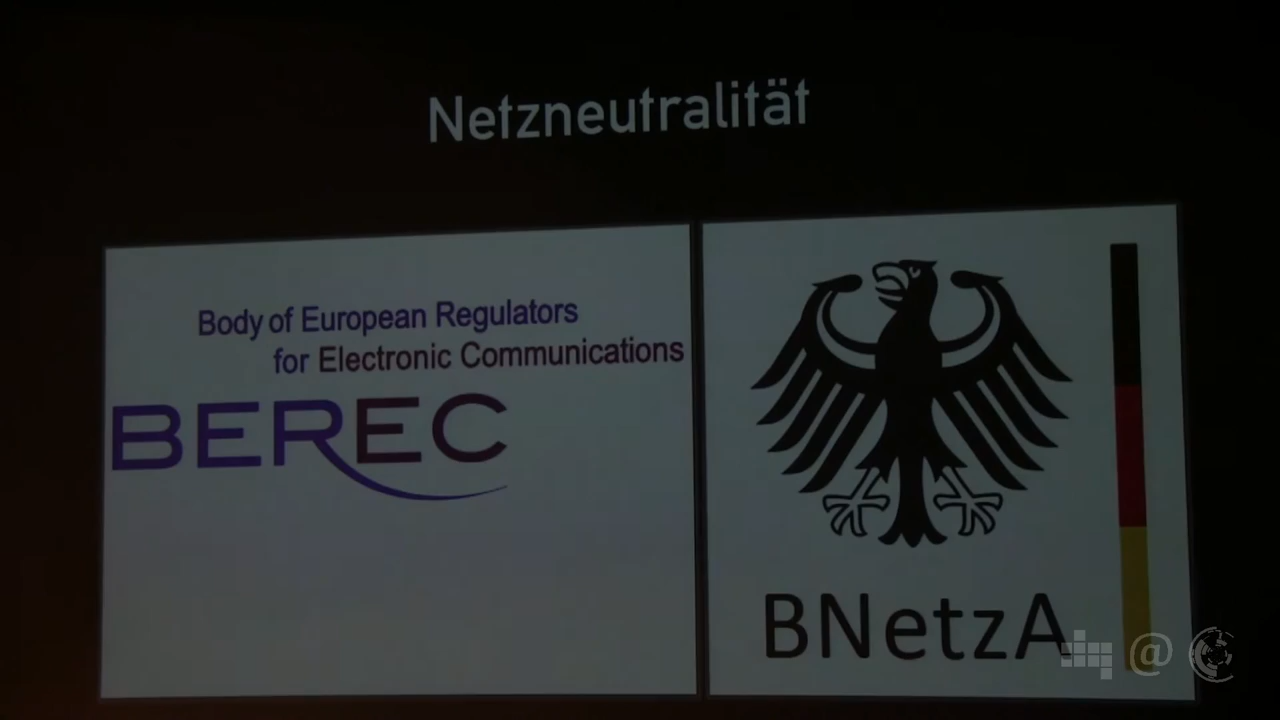 Netzneutralität
Body of European Regulators
for Electronic Communications
BEREC
BNetzA
@